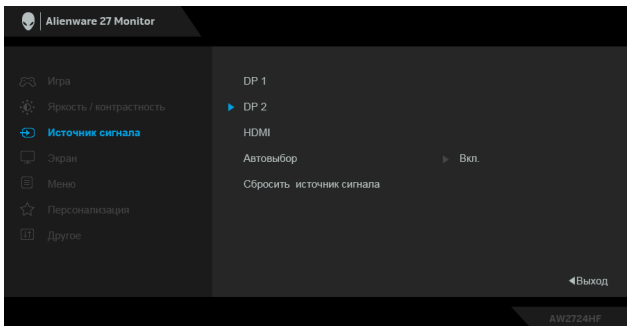 Alienware 27 Monitor
Игра
DP 1
Яркость / контрастность
DP 2
Источник сигнала
HDMI
Экран
Автовыбор Вкл.
Меню
Сбросить источник сигнала
Персонализация
Другое
Выход
AW2724HF